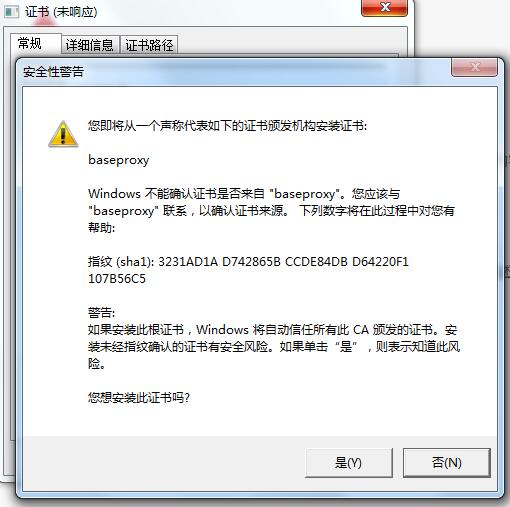 证书 (未响应)
常规 详细信息 证书路径
安全性警告
您即将从一个声称代表如下的证书颁发机构安装证书:
baseproxy
Windows 不能确认证书是否来自 "baseproxy"。您应该与
"baseproxy" 联系，以确认证书来源。 下列数字将在此过程中对您有
帮助:
指纹 (sha1): 3231AD1A D742865B CCDE84DB D64220F1
107B56C5
警告:
如果安装此根证书，Windows 将自动信任所有此 CA 颁发的证书。安
装未经指纹确认的证书有安全风险。如果单击“是”，则表示知道此风
险。
您想安装此证书吗?
是(Y) 否(N)